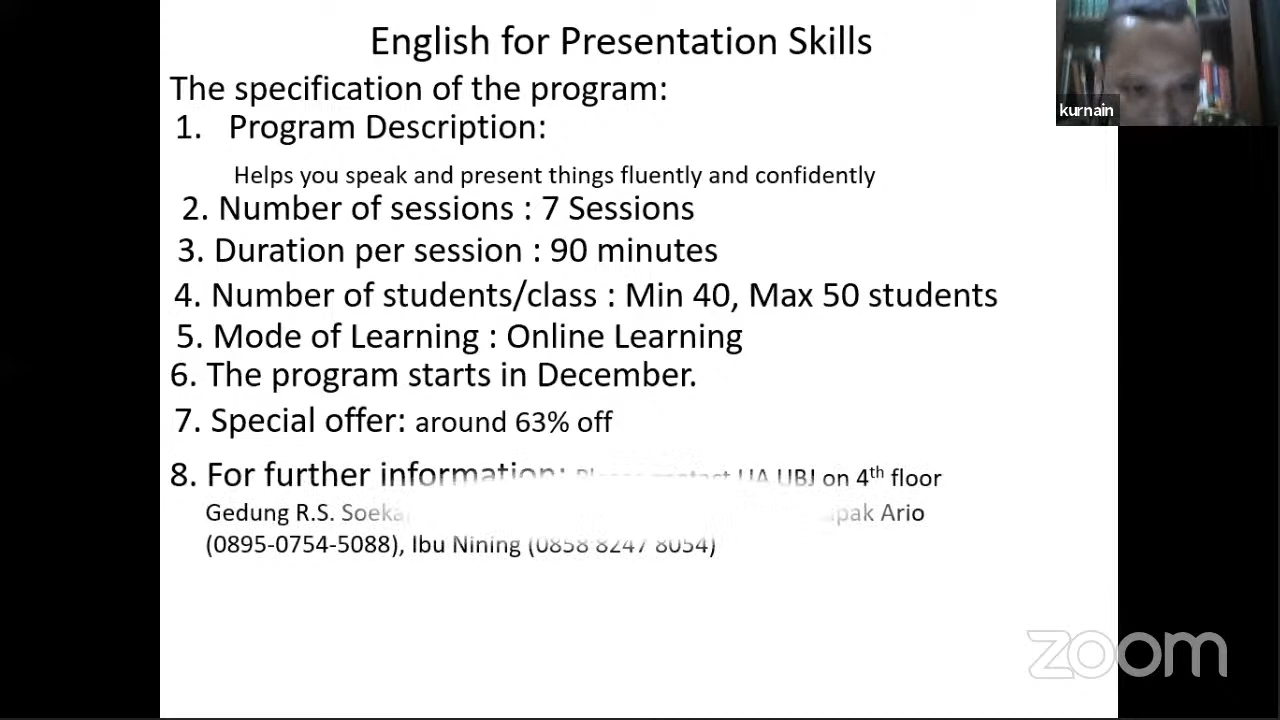 English for Presentation Skills
kurnain
The specification of the program:
1. Program Description:
Helps you speak and present things fluently and confidently
2. Number of sessions : 7 Sessions
3. Duration per session : 90 minutes
4. Number of students/class : Min 40, Max 50 students
5. Mode of Learning : Online Learning
6. The program starts in December.
7. Special offer: around 63% off
8. For further information: UBJ on 4th floor
Gedung R.S. Ario
(0895-0754-5088), Ibu Nining (0858 8247 8054)
zoom